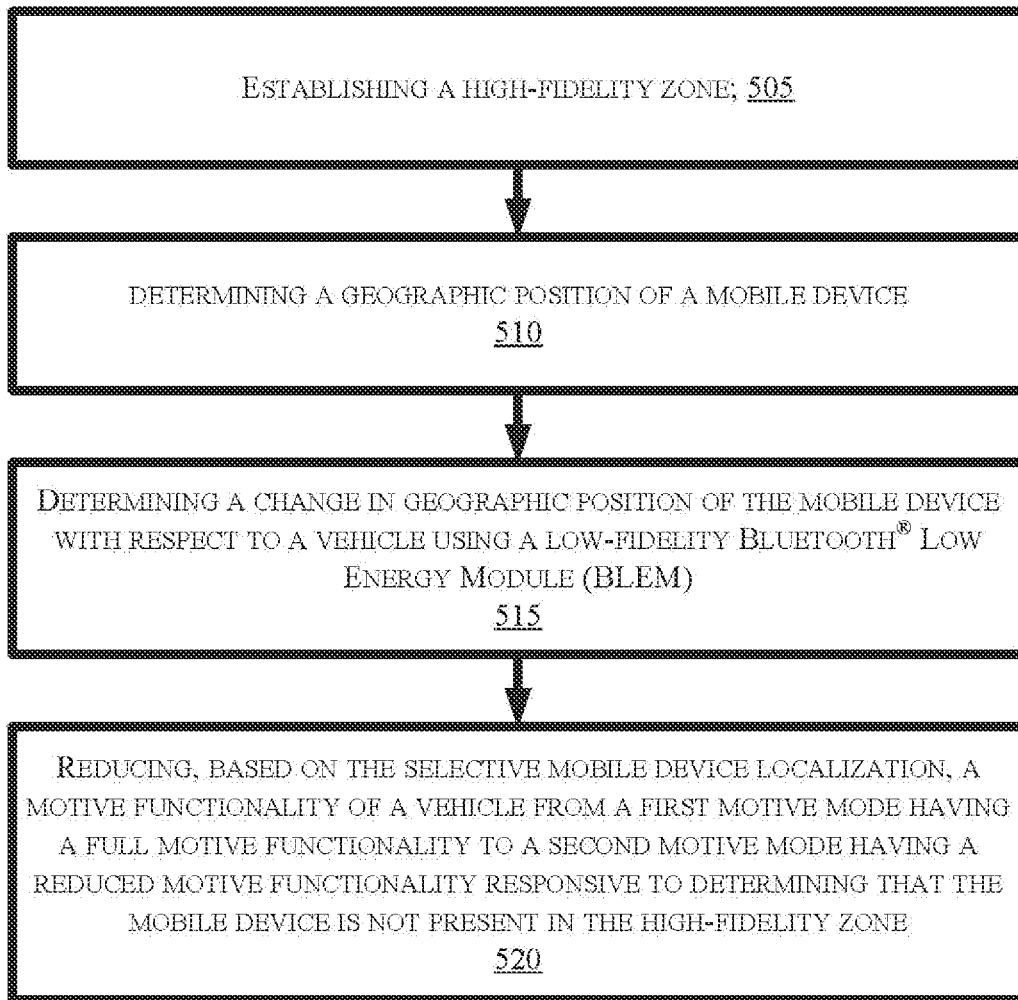 ESTABLISHING A HIGH-FIDELITY ZONE; 505
DETERMINING A GEOGRAPHIC POSITION OF A MOBILE DEVICE
510
DETERMINING A CHANGE IN GEOGRAPHIC POSITION OF THE MOBILE DEVICE
WITH RESPECT TO A VEHICLE USING A LOW-FIDELITY BLUETOOTH® LOW
ENERGY MODULE (BLEM)
515
REDUCING, BASED ON THE SELECTIVE MOBILE DEVICE LOCALIZATION, A
MOTIVE FUNCTIONALITY OF A VEHICLE FROM A FIRST MOTIVE MODE HAVING
A FULL MOTIVE FUNCTIONALITY TO A SECOND MOTIVE MODE HAVING A
REDUCED MOTIVE FUNCTIONALITY RESPONSIVE TO DETERMINING THAT THE
MOBILE DEVICE IS NOT PRESENT IN THE HIGH-FIDELITY ZONE
520